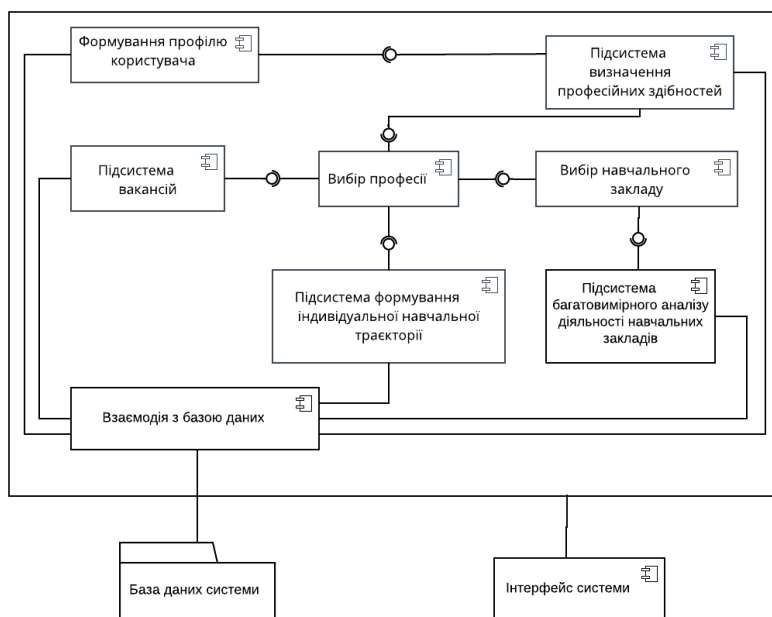 Формування профілю
користувача
Підсистема
визначення
професійних здібностей
Підсистема
вакансій
Вибір професії
Вибір навчального
закладу
Підсистема формування
індивідуальної навчальної
траєкторії
Підсистема
багатовимірного аналізу
діяльності навчальних
закладів
Взаємодія з базою даних
База даних системи
Інтерфейс системи